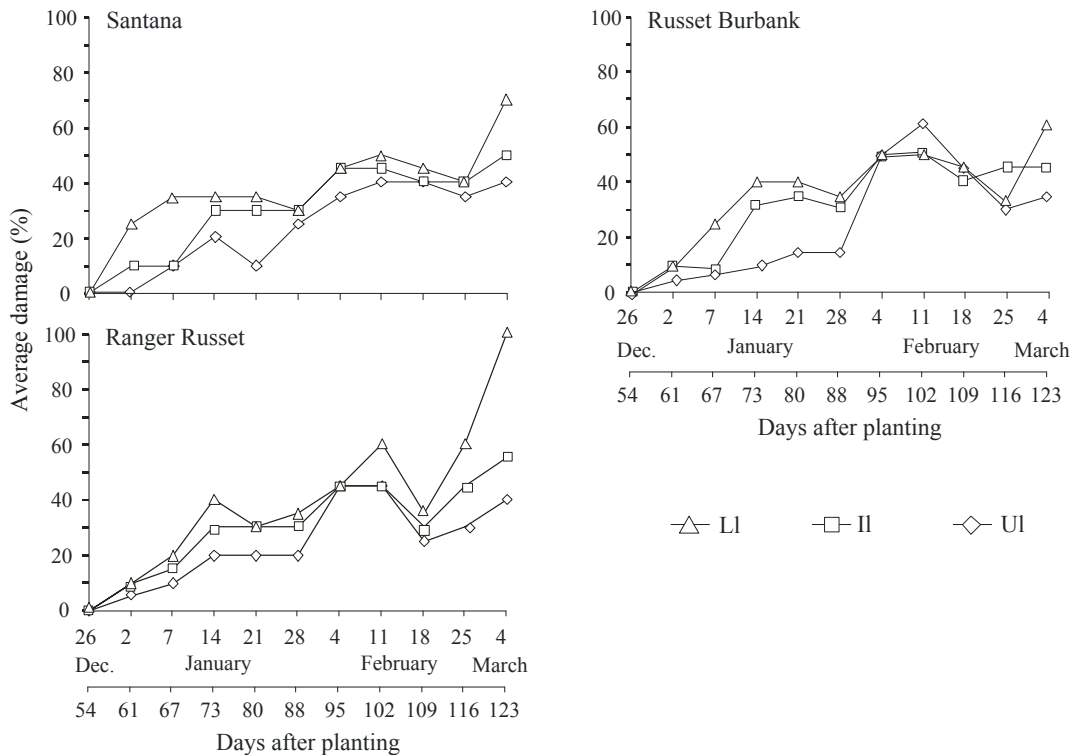 Santana
100
80
60
40
20
0
Average damage (%)
Ranger Russet
100
80
60
40
20
0
26 2 7 14 21 28 4 11 18 25 4
Dec. January February March
54 61 67 73 80 88 95 102 109 116 123
Days after planting
Russet Burbank
100
80
60
40
20
0
26 2 7 14 21 28 4 11 18 25 4
Dec. January February March
54 61 67 73 80 88 95 102 109 116 123
Days after planting
Ll Il Ul